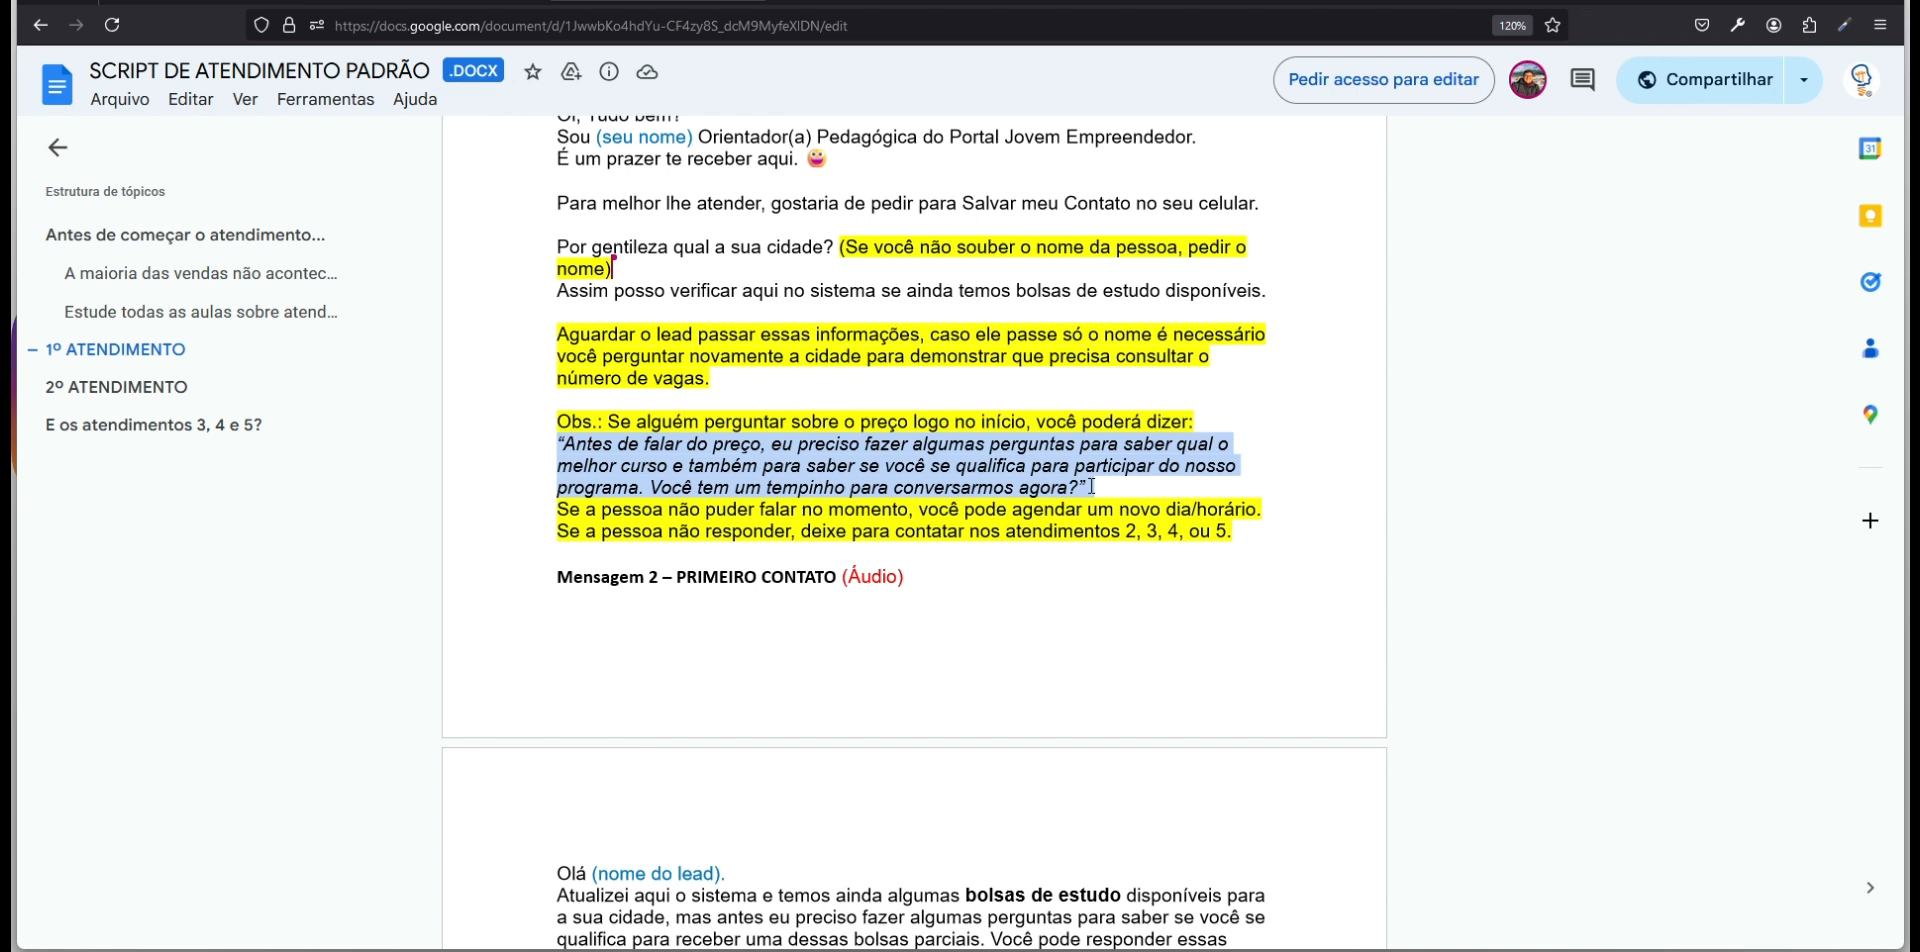 https://docs.google.com/document/d/1JwwbKo4hdYu-CF4zy8S_dcM9MyfeXIDN/edit
120%
SCRIPT DE ATENDIMENTO PADRÃO .DOCX
Arquivo Editar Ver Ferramentas Ajuda
Pedir acesso para editar
Compartilhar
Estrutura de tópicos
Antes de começar o atendimento...
A maioria das vendas não acontec...
Estude todas as aulas sobre atend...
1º ATENDIMENTO
2º ATENDIMENTO
E os atendimentos 3, 4 e 5?
Oi, Tudo bem?
Sou (seu nome) Orientador(a) Pedagógica do Portal Jovem Empreendedor.
É um prazer te receber aqui. 😀
Para melhor lhe atender, gostaria de pedir para Salvar meu Contato no seu celular.
Por gentileza qual a sua cidade? (Se você não souber o nome da pessoa, pedir o
nome)
Assim posso verificar aqui no sistema se ainda temos bolsas de estudo disponíveis.
Aguardar o lead passar essas informações, caso ele passe só o nome é necessário
você perguntar novamente a cidade para demonstrar que precisa consultar o
número de vagas.
Obs.: Se alguém perguntar sobre o preço logo no início, você poderá dizer:
“Antes de falar do preço, eu preciso fazer algumas perguntas para saber qual o
melhor curso e também para saber se você se qualifica para participar do nosso
programa. Você tem um tempinho para conversarmos agora?”
Se a pessoa não puder falar no momento, você pode agendar um novo dia/horário.
Se a pessoa não responder, deixe para contatar nos atendimentos 2, 3, 4, ou 5.
Mensagem 2 – PRIMEIRO CONTATO (Áudio)
Olá (nome do lead).
Atualizei aqui o sistema e temos ainda algumas bolsas de estudo disponíveis para
a sua cidade, mas antes eu preciso fazer algumas perguntas para saber se você se
qualifica para receber uma dessas bolsas parciais. Você pode responder essas
31